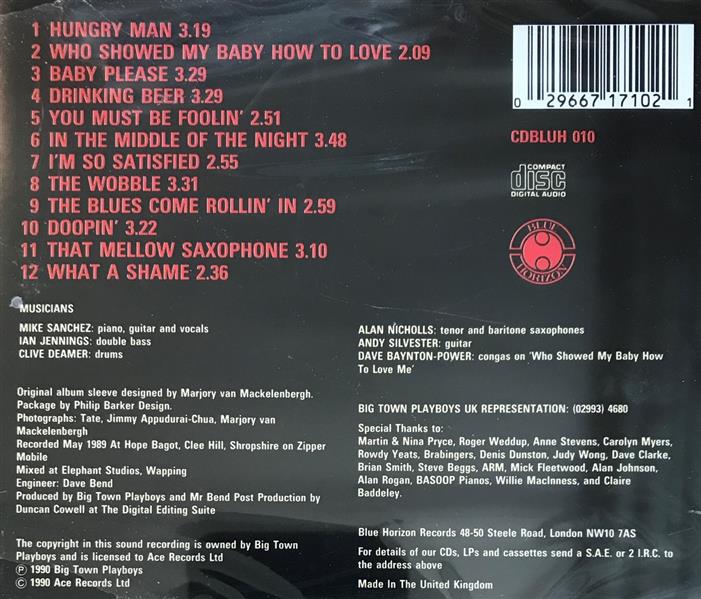 1 HUNGRY MAN 3.19
2 WHO SHOWED MY BABY HOW TO LOVE 2.09
3 BABY PLEASE 3.29
4 DRINKING BEER 3.29
5 YOU MUST BE FOOLIN' 2.51
6 IN THE MIDDLE OF THE NIGHT 3.48
7 I'M SO SATISFIED 2.55
8 THE WOBBLE 3.31
9 THE BLUES COME ROLLIN' IN 2.59
10 DOOPIN' 3.22
11 THAT MELLOW SAXOPHONE 3.10
12 WHAT A SHAME 2.36
0 29667 17102 1
CDBLUH 010
COMPACT
disc
DIGITAL AUDIO
BLUE
HORIZON
MUSICIANS
MIKE SANCHEZ: piano, guitar and vocals
IAN JENNINGS: double bass
CLIVE DEAMER: drums
ALAN NICHOLLS: tenor and baritone saxophones
ANDY SILVESTER: guitar
DAVE BAYNTON-POWER: congas on 'Who Showed My Baby How
To Love Me'
Original album sleeve designed by Marjory van Mackelenbergh.
Package by Philip Barker Design.
Photographs: Tate, Jimmy Appudurai-Chua, Marjory van
Mackelenbergh
Recorded May 1989 At Hope Bagot, Clee Hill, Shropshire on Zipper
Mobile
Mixed at Elephant Studios, Wapping
Engineer: Dave Bend
Produced by Big Town Playboys and Mr Bend Post Production by
Duncan Cowell at The Digital Editing Suite
The copyright in this sound recording is owned by Big Town
Playboys and is licensed to Ace Records Ltd
℗ 1990 Big Town Playboys
© 1990 Ace Records Ltd
BIG TOWN PLAYBOYS UK REPRESENTATION: (02993) 4680
Special Thanks to:
Martin & Nina Pryce, Roger Weddup, Anne Stevens, Carolyn Myers,
Rowdy Yeats, Brabingers, Denis Dunston, Judy Wong, Dave Clarke,
Brian Smith, Steve Beggs, ARM, Mick Fleetwood, Alan Johnson,
Alan Rogan, BASOOP Pianos, Willie MacInness, and Claire
Baddeley.
Blue Horizon Records 48-50 Steele Road, London NW10 7AS
For details of our CDs, LPs and cassettes send a S.A.E. or 2 I.R.C. to
the address above
Made In The United Kingdom